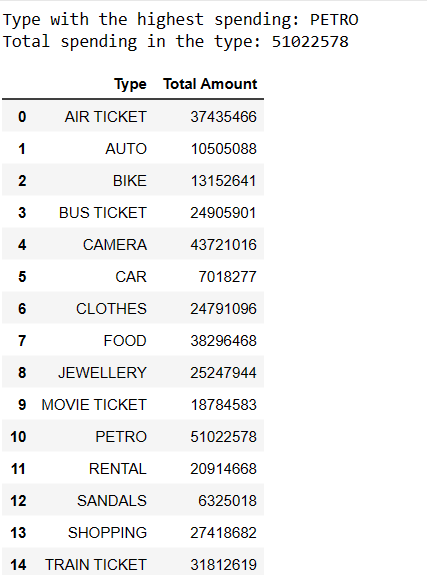 Type with the highest spending: PETRO
Total spending in the type: 51022578
Type Total Amount
0 AIR TICKET 37435466
1 AUTO 10505088
2 BIKE 13152641
3 BUS TICKET 24905901
4 CAMERA 43721016
5 CAR 7018277
6 CLOTHES 24791096
7 FOOD 38296468
8 JEWELLERY 25247944
9 MOVIE TICKET 18784583
10 PETRO 51022578
11 RENTAL 20914668
12 SANDALS 6325018
13 SHOPPING 27418682
14 TRAIN TICKET 31812619